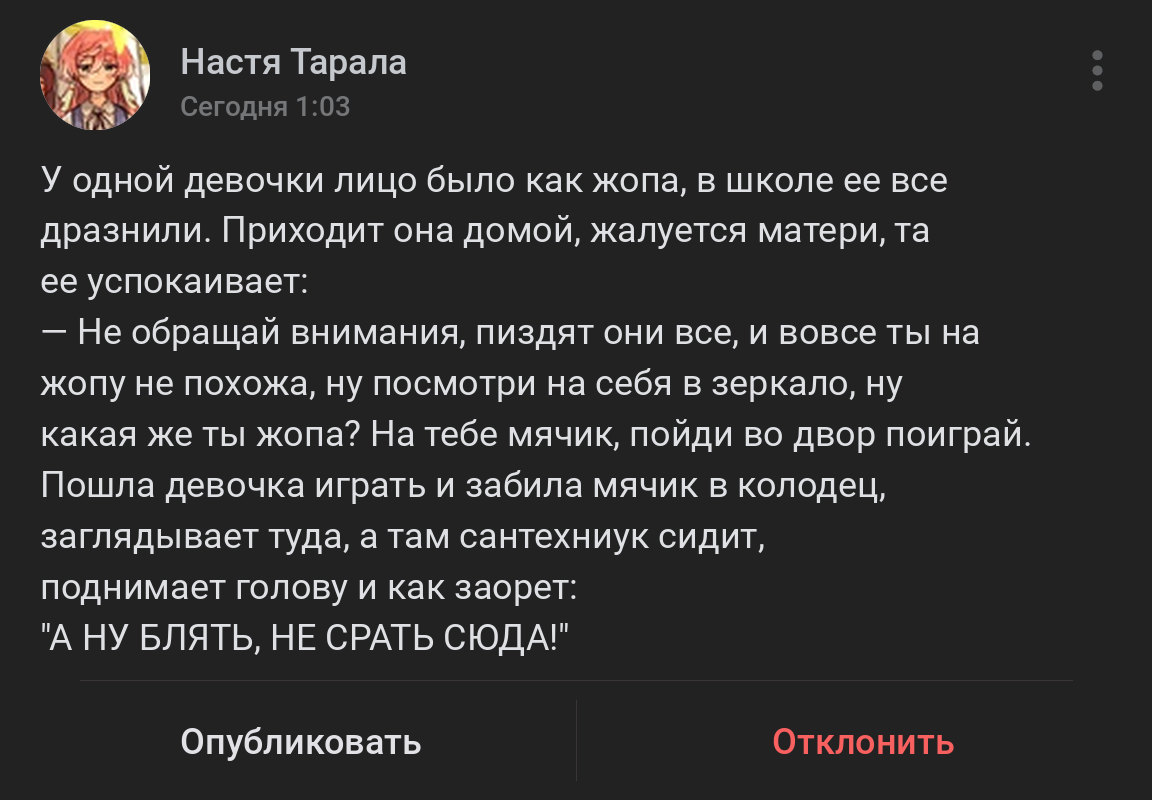 Настя Тарала
Сегодня 1:03
У одной девочки лицо было как жопа, в школе ее все
дразнили. Приходит она домой, жалуется матери, та
ее успокаивает:
— Не обращай внимания, пиздят они все, и вовсе ты на
жопу не похожа, ну посмотри на себя в зеркало, ну
какая же ты жопа? На тебе мячик, пойди во двор поиграй.
Пошла девочка играть и забила мячик в колодец,
заглядывает туда, а там сантехниук сидит,
поднимает голову и как заорет:
"А НУ БЛЯТЬ, НЕ СРАТЬ СЮДА!"
Опубликовать
Отклонить